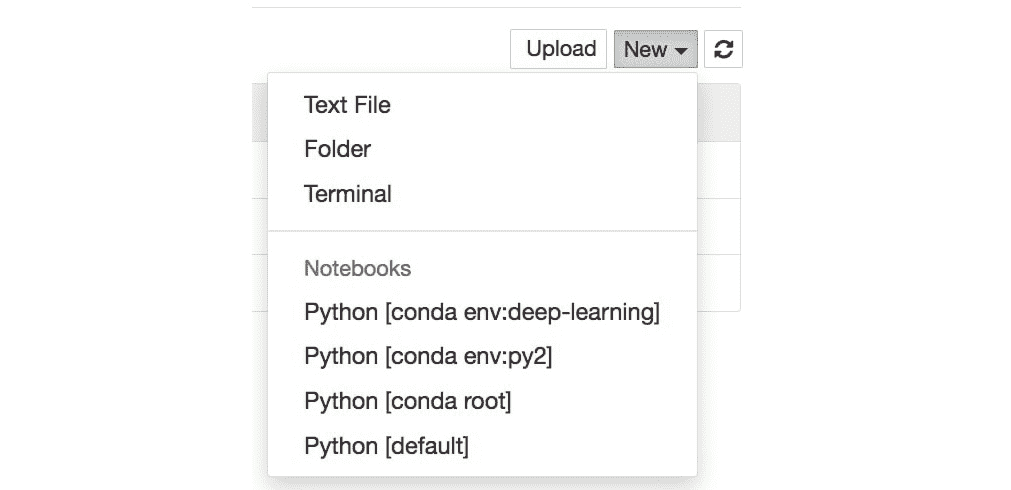 Upload New
Text File
Folder
Terminal
Notebooks
Python [conda env:deep-learning]
Python [conda env:py2]
Python [conda root]
Python [default]